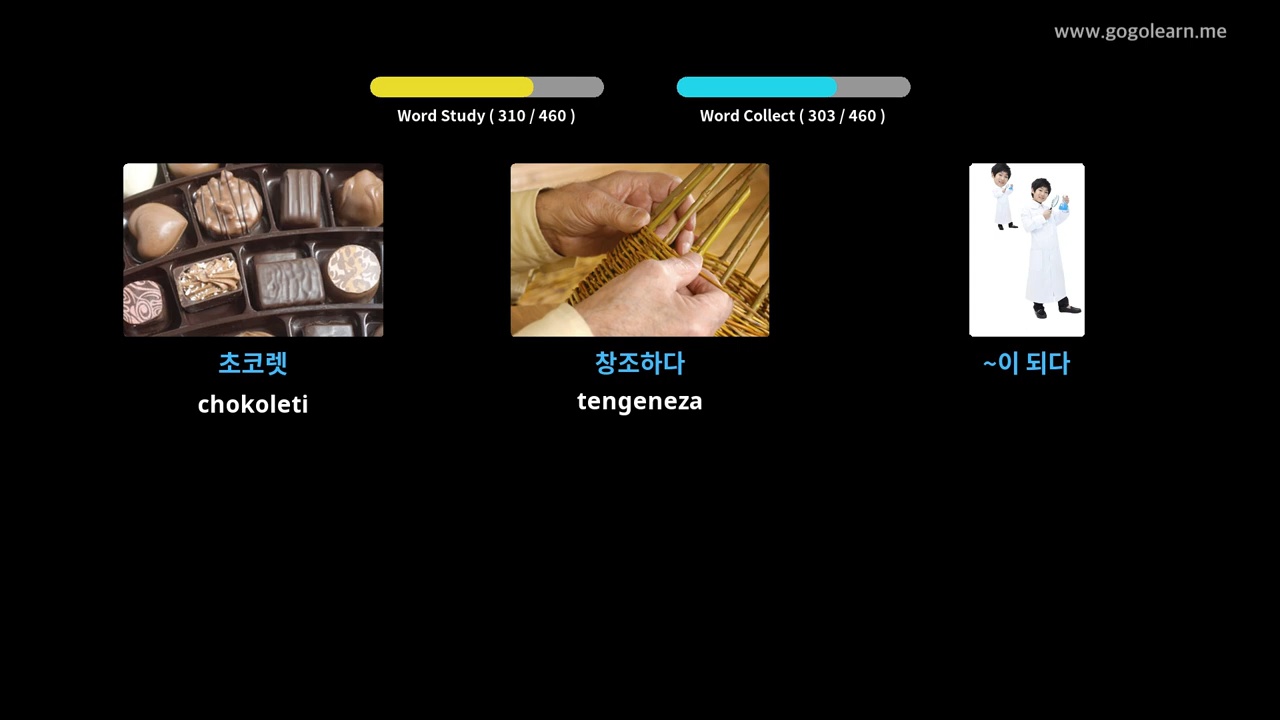 www.gogolearn.me
Word Study ( 310 / 460 )
Word Collect ( 303 / 460 )
초코렛
chokoleti
창조하다
tengeneza
~이 되다